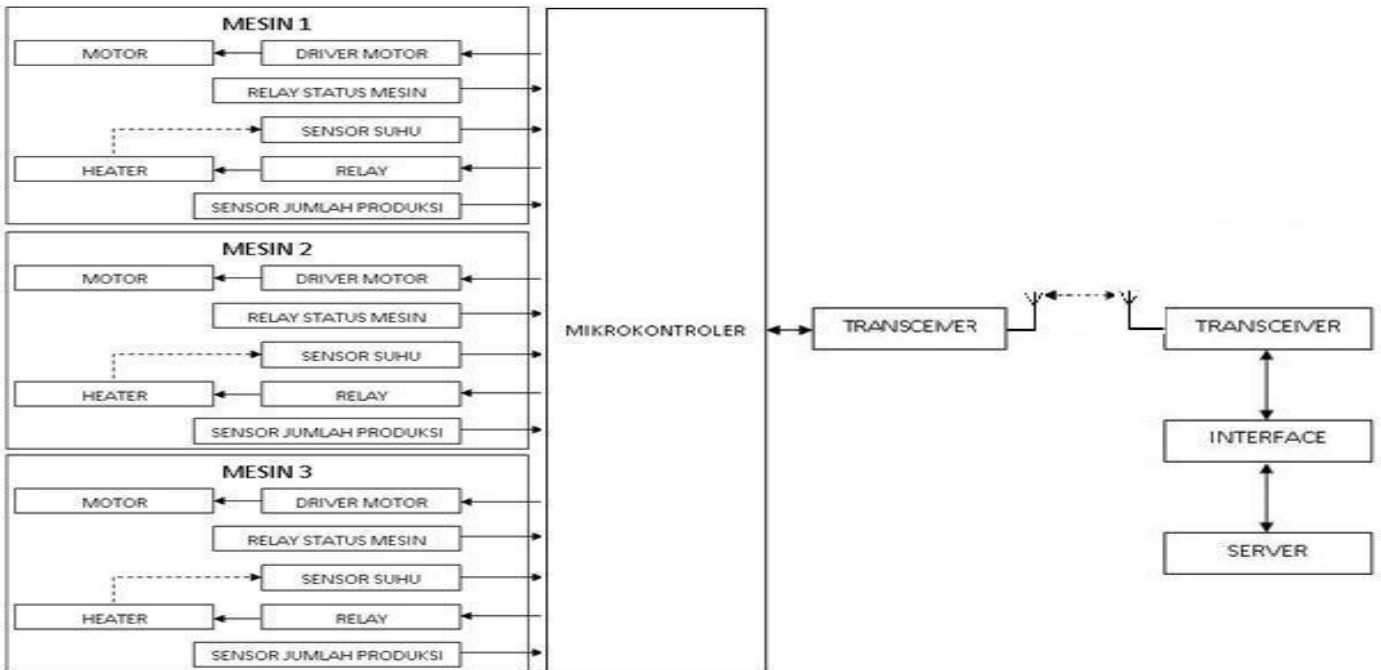 MESIN 1
MOTOR
DRIVER MOTOR
RELAY STATUS MESIN
SENSOR SUHU
HEATER
RELAY
SENSOR JUMLAH PRODUKSI
MESIN 2
MOTOR
DRIVER MOTOR
RELAY STATUS MESIN
SENSOR SUHU
HEATER
RELAY
SENSOR JUMLAH PRODUKSI
MESIN 3
MOTOR
DRIVER MOTOR
RELAY STATUS MESIN
SENSOR SUHU
HEATER
RELAY
SENSOR JUMLAH PRODUKSI
MIKROKONTROLER
TRANSCEIVER
TRANSCEIVER
INTERFACE
SERVER